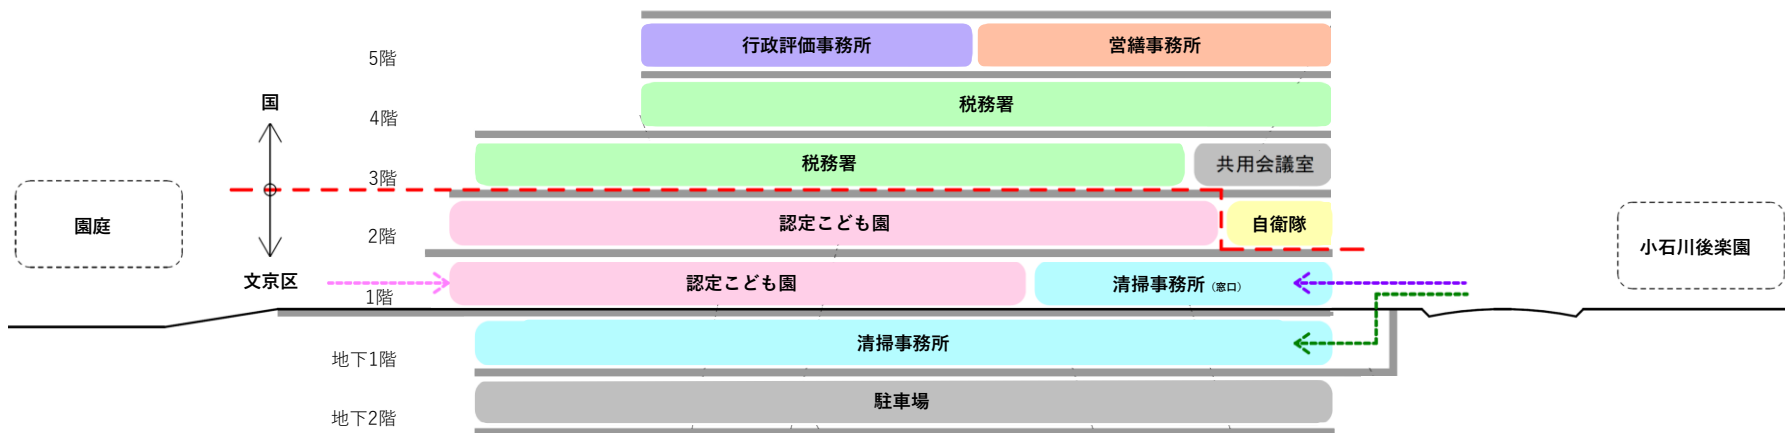 5階
行政評価事務所
営繕事務所
国
4階
税務署
3階
税務署
共用会議室
園庭
2階
認定こども園
自衛隊
小石川後楽園
文京区
1階
認定こども園
清掃事務所(窓口)
地下1階
清掃事務所
地下2階
駐車場